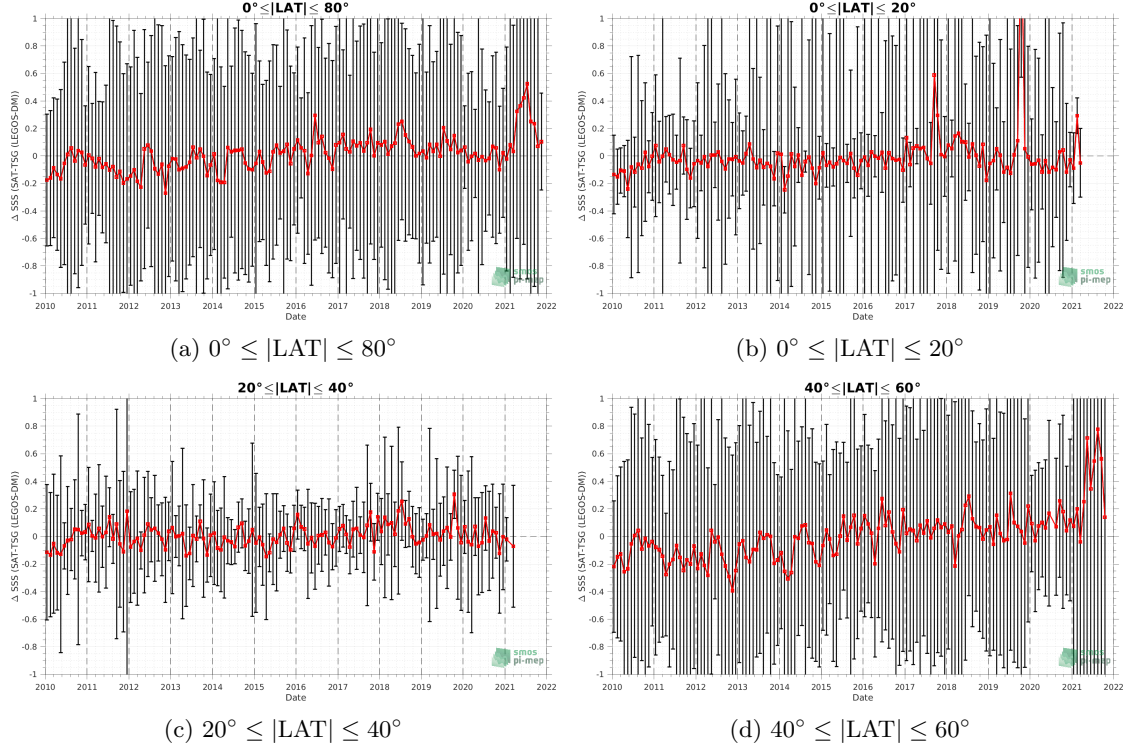 0°≤|LAT|≤ 80°
Δ SSS (SAT-TSG (LEGOS-DM))
1
0.8
0.6
0.4
0.2
0
-0.2
-0.4
-0.6
-0.8
-1
2010 2011 2012 2013 2014 2015 2016 2017 2018 2019 2020 2021 2022
Date
smos
pi-mep
(a) 0° ≤ |LAT| ≤ 80°
0°≤|LAT|≤ 20°
Δ SSS (SAT-TSG (LEGOS-DM))
1
0.8
0.6
0.4
0.2
0
-0.2
-0.4
-0.6
-0.8
-1
2010 2011 2012 2013 2014 2015 2016 2017 2018 2019 2020 2021 2022
Date
smos
pi-mep
(b) 0° ≤ |LAT| ≤ 20°
20°≤|LAT|≤ 40°
Δ SSS (SAT-TSG (LEGOS-DM))
1
0.8
0.6
0.4
0.2
0
-0.2
-0.4
-0.6
-0.8
-1
2010 2011 2012 2013 2014 2015 2016 2017 2018 2019 2020 2021 2022
Date
smos
pi-mep
(c) 20° ≤ |LAT| ≤ 40°
40°≤|LAT|≤ 60°
Δ SSS (SAT-TSG (LEGOS-DM))
1
0.8
0.6
0.4
0.2
0
-0.2
-0.4
-0.6
-0.8
-1
2010 2011 2012 2013 2014 2015 2016 2017 2018 2019 2020 2021 2022
Date
smos
pi-mep
(d) 40° ≤ |LAT| ≤ 60°